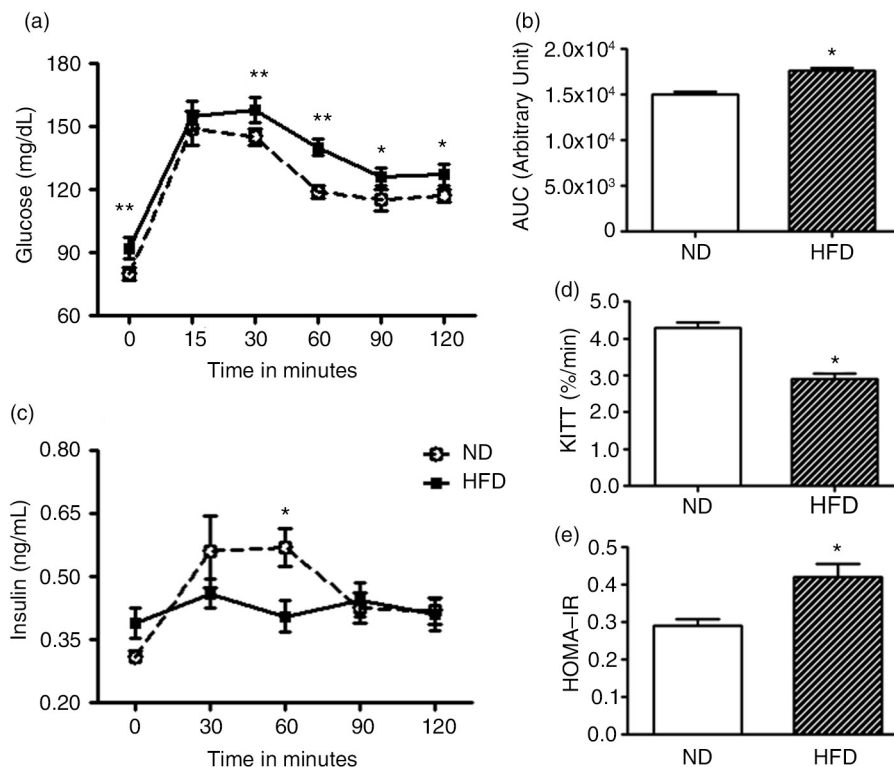 (a)
Glucose (mg/dL)
180
150
120
90
60
**
**
**
*
*
0 15 30 60 90 120
Time in minutes
(b)
AUC (Arbitrary Unit)
2.0x10⁴
1.5x10⁴
1.0x10⁴
5.0x10³
0
*
ND HFD
(c)
Insulin (ng/mL)
0.80
0.65
0.50
0.35
0.20
*
ND
HFD
0 30 60 90 120
Time in minutes
(d)
KITT (%/min)
5.0
4.0
3.0
2.0
1.0
0.0
*
ND HFD
(e)
HOMA–IR
0.5
0.4
0.3
0.2
0.1
0.0
*
ND HFD